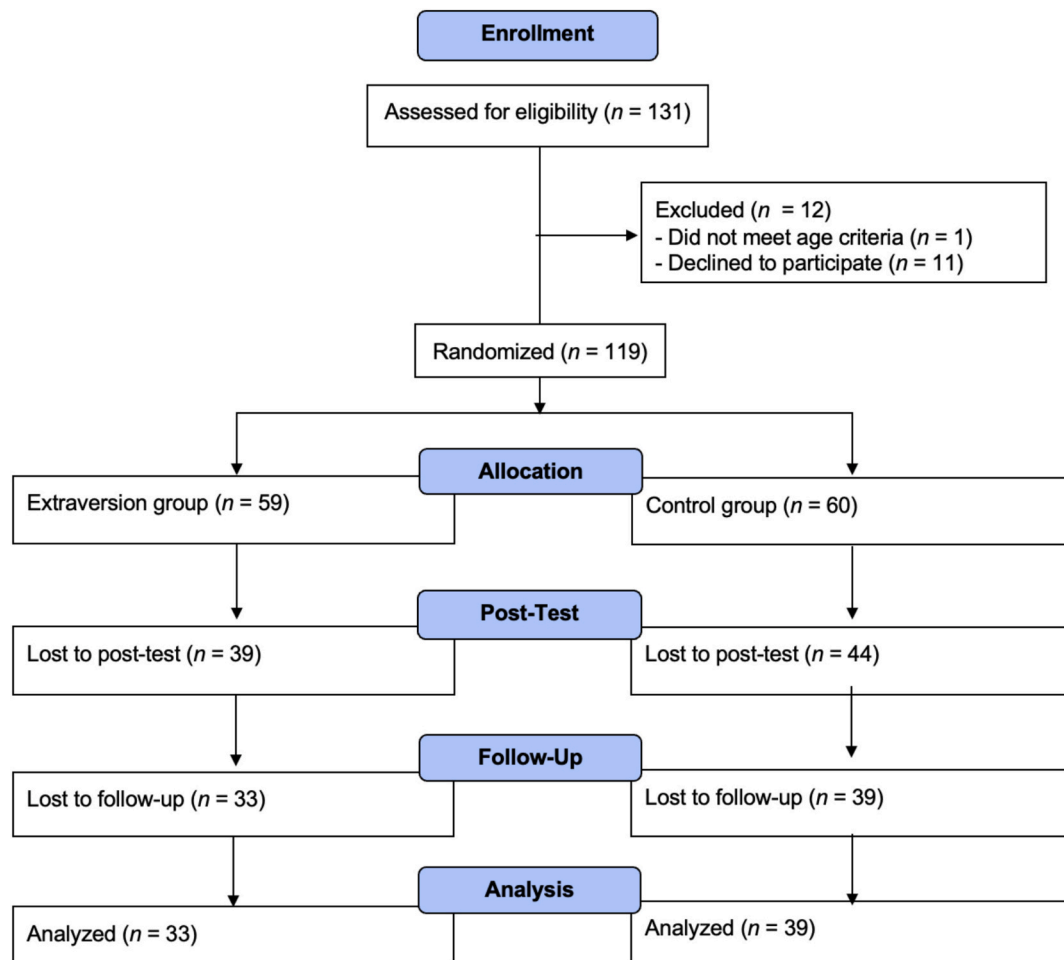 Enrollment
Assessed for eligibility (n = 131)
Excluded (n = 12)
- Did not meet age criteria (n = 1)
- Declined to participate (n = 11)
Randomized (n = 119)
Allocation
Extraversion group (n = 59)
Control group (n = 60)
Post-Test
Lost to post-test (n = 39)
Lost to post-test (n = 44)
Follow-Up
Lost to follow-up (n = 33)
Lost to follow-up (n = 39)
Analysis
Analyzed (n = 33)
Analyzed (n = 39)